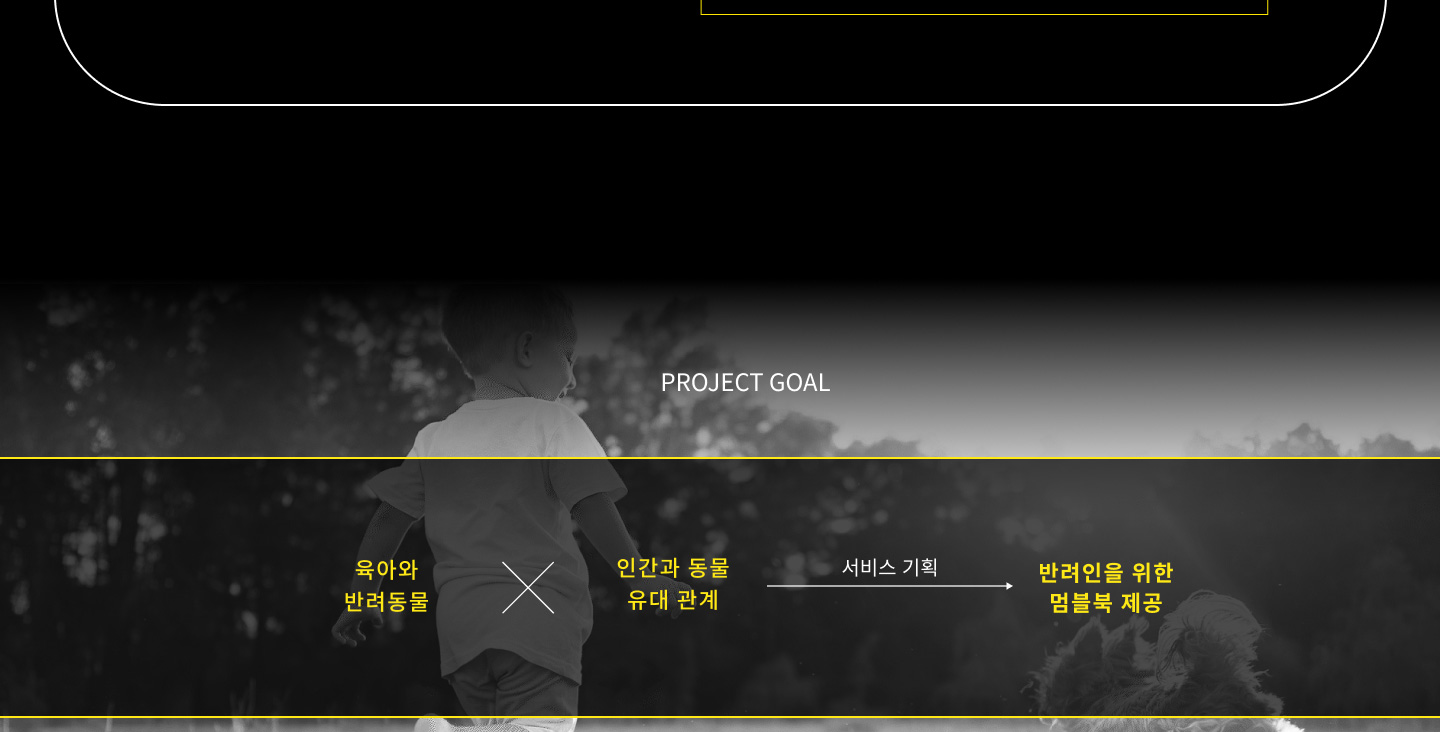 PROJECT GOAL
육아와
반려동물
인간과 동물
유대 관계
서비스 기획
반려인을 위한
멈블북 제공